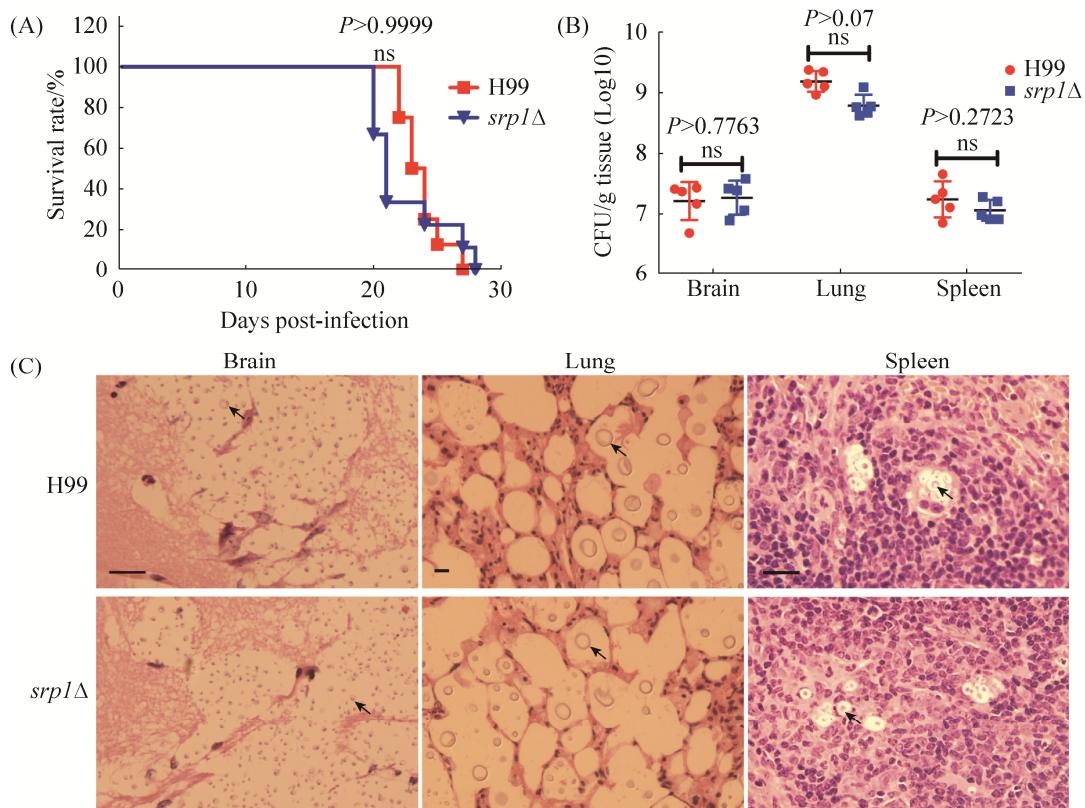 (A)
120
100
80
60
40
20
0
Survival rate/%
P>0.9999
ns
H99
srp1Δ
0
10
20
30
Days post-infection
(B)
10
9
8
7
6
CFU/g tissue (Log10)
P>0.7763
ns
P>0.07
ns
P>0.2723
ns
H99
srp1Δ
Brain
Lung
Spleen
(C)
Brain
Lung
Spleen
H99
srp1Δ